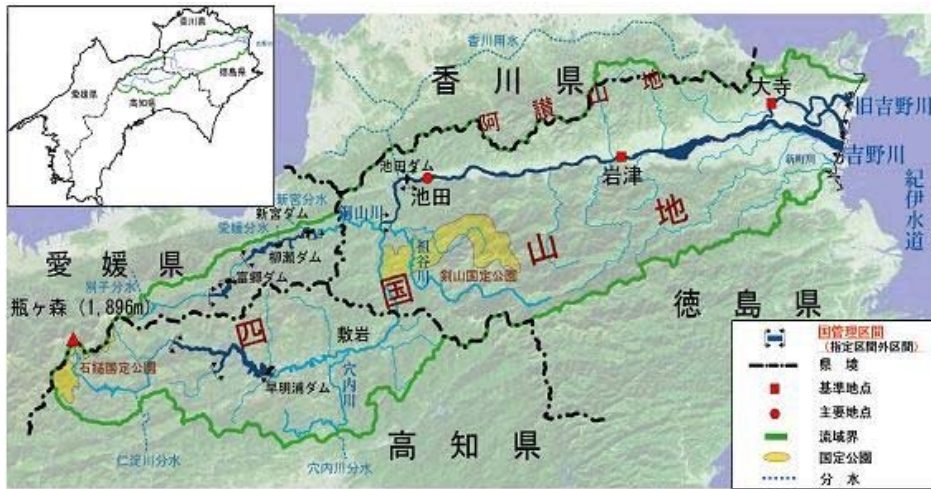 香川県
徳島県
愛媛県
高知県
香川用水
香川県
阿讃山地
大寺
旧吉野川
吉野川
新町川
紀伊水道
岩津
池田ダム
池田
新宮分水
新宮ダム
銅山川
愛媛分水
柳瀬ダム
富郷ダム
別子分水
愛媛県
瓶ヶ森(1,896m)
石鎚国定公園
祖谷川
剣山国定公園
四国山地
徳島県
敷岩
早明浦ダム
穴内川
高知県
仁淀川分水
穴内川分水
国管理区間
(指定区間外区間)
県境
基準地点
主要地点
流域界
国定公園
分水